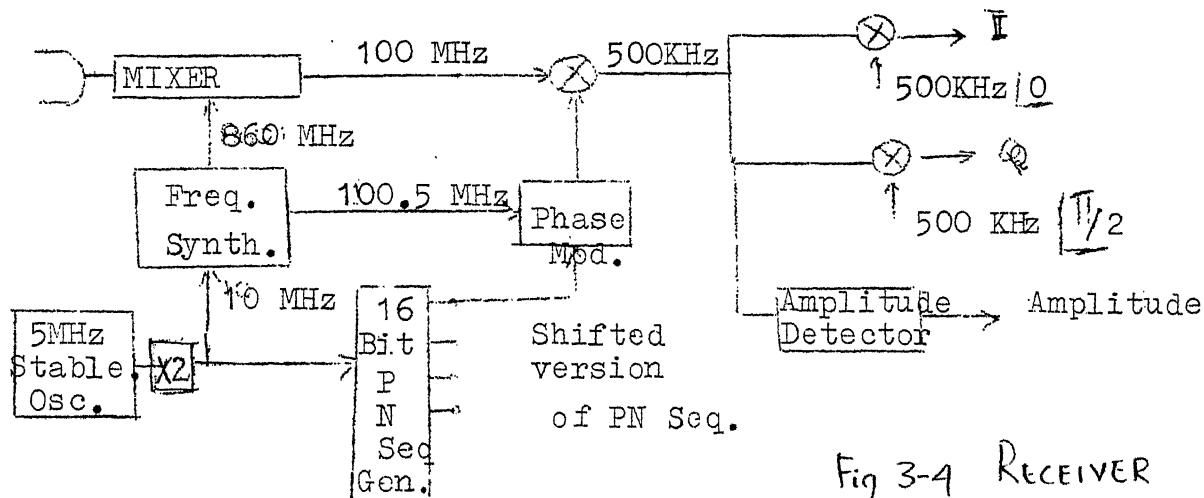 MIXER
100 MHz
500KHz
I
500KHz/0
860 MHz
Q
500 KHz π/2
Freq.
Synth.
100.5 MHz
Phase
Mod.
10 MHz
5MHz
Stable.
Osc.
X2
16
Bit
P
N
Seq
Gen.
Shifted
version
of PN Seq.
Amplitude
Detector
Amplitude
Fig 3-4 RECEIVER